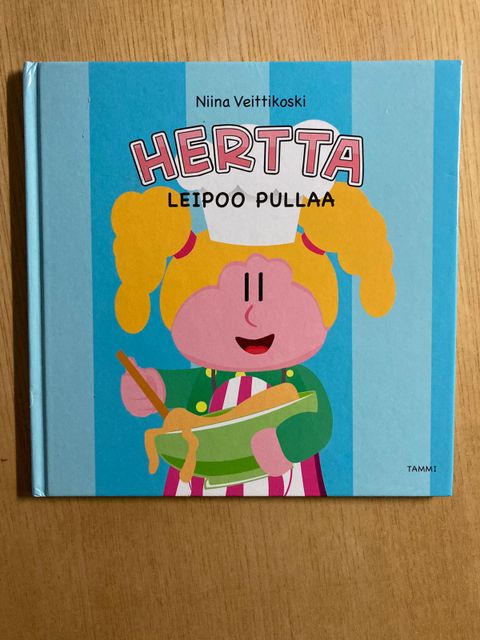 Niina Veittikoski
HERTTA
LEIPOO PULLAA
TAMMI